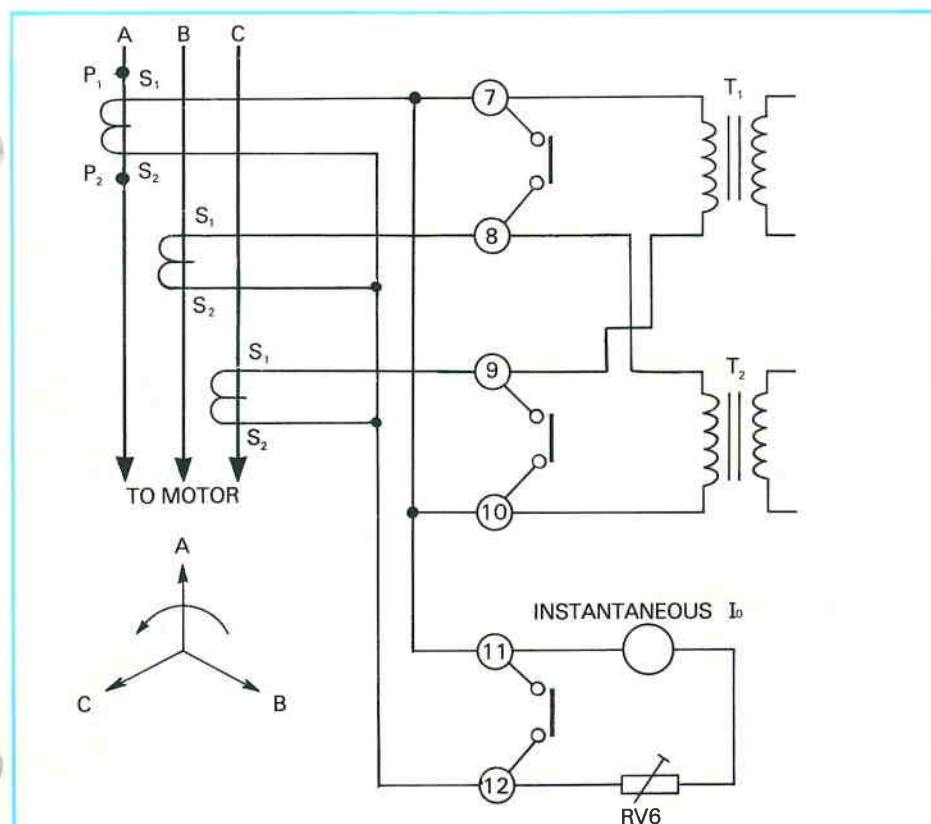 A B C
P₁ S₁
7
T₁
P₂ S₂
S₁
8
S₂
S₁
9
T₂
S₂
TO MOTOR
10
A
INSTANTANEOUS I₀
11
C B
12
RV6